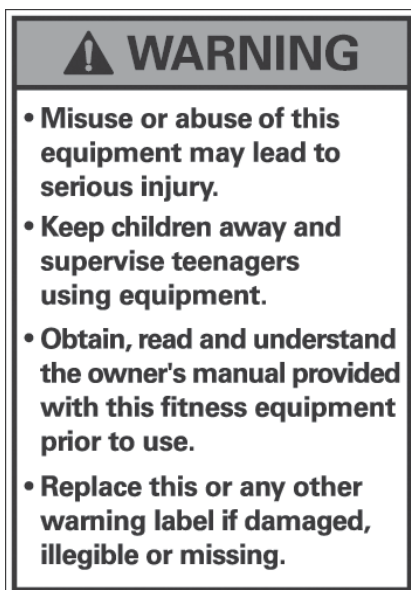 WARNING
• Misuse or abuse of this
equipment may lead to
serious injury.
• Keep children away and
supervise teenagers
using equipment.
• Obtain, read and understand
the owner's manual provided
with this fitness equipment
prior to use.
• Replace this or any other
warning label if damaged,
illegible or missing.